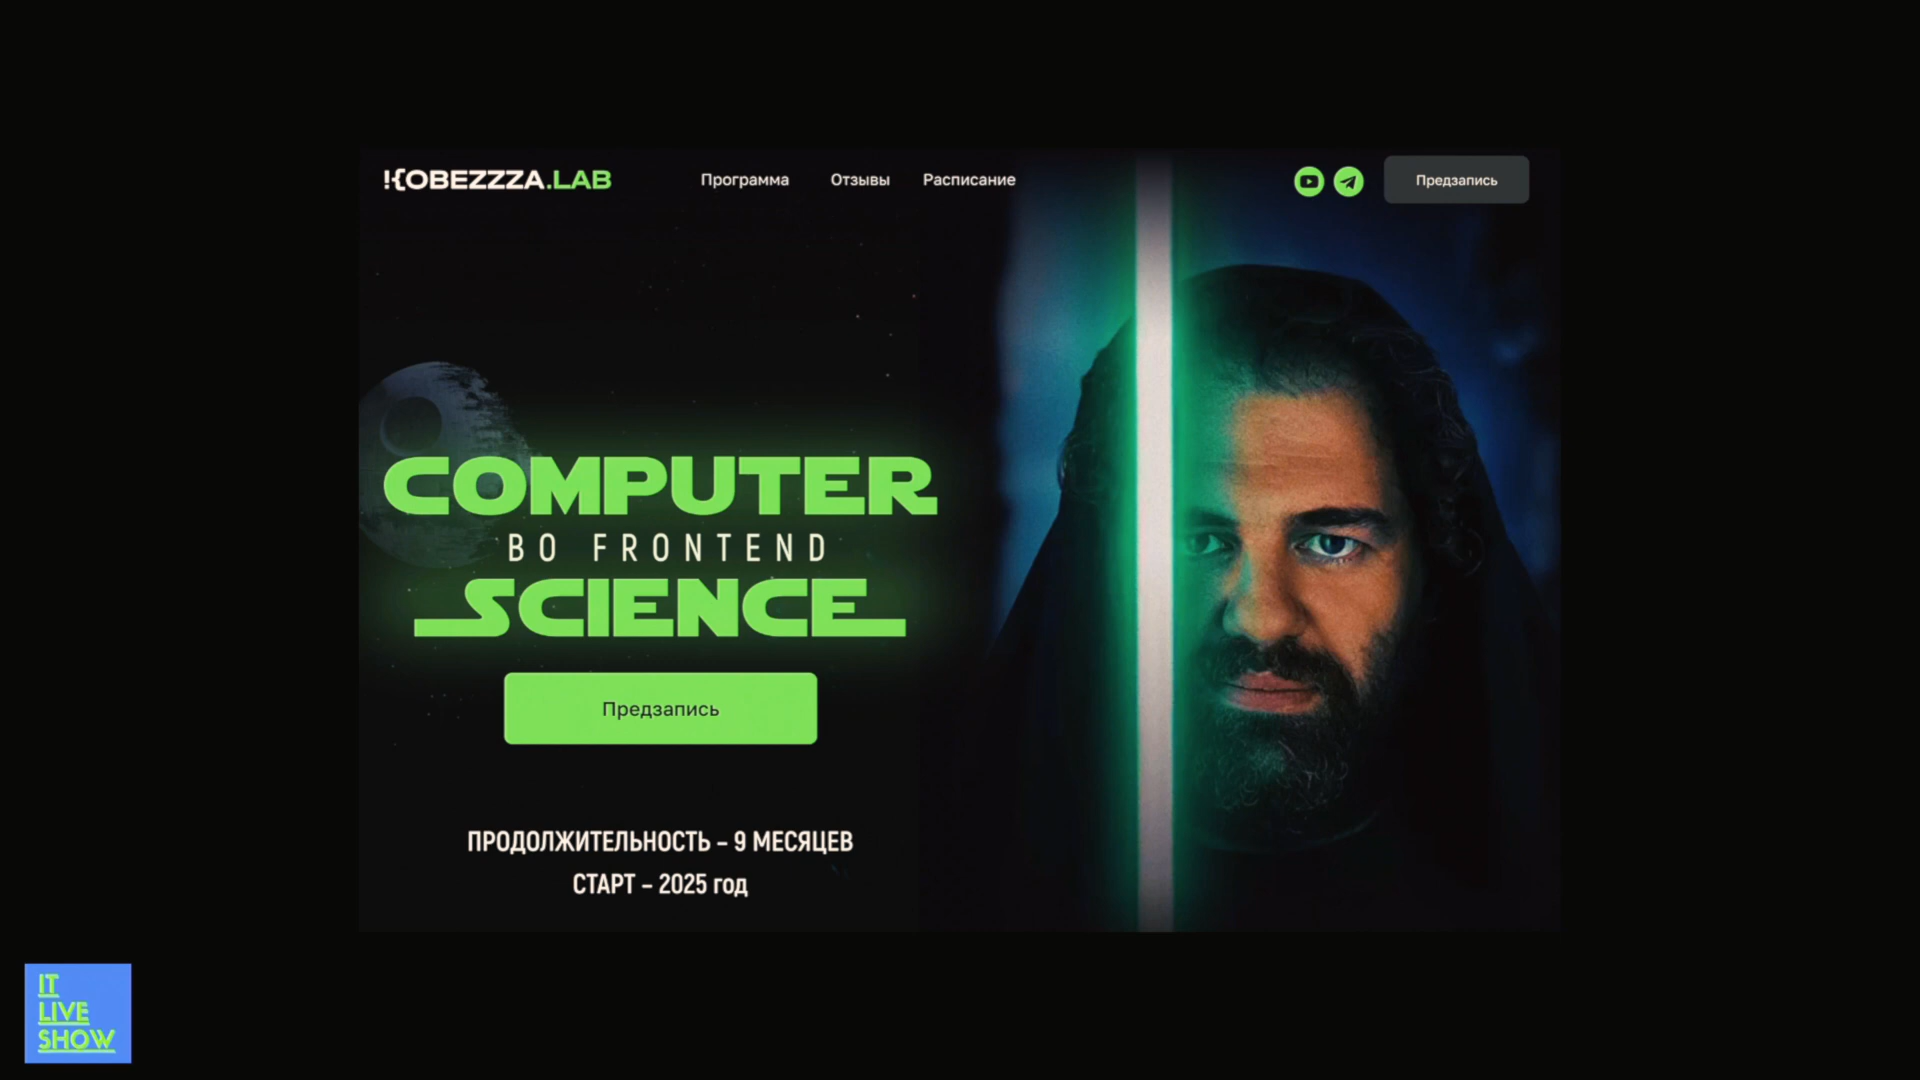 !{OBEZZZA.LAB
Программа
Отзывы
Расписание
Предзапись
COMPUTER
ВО FRONTEND
SCIENCE
Предзапись
ПРОДОЛЖИТЕЛЬНОСТЬ – 9 МЕСЯЦЕВ
СТАРТ – 2025 год
IT
LIVE
SHOW